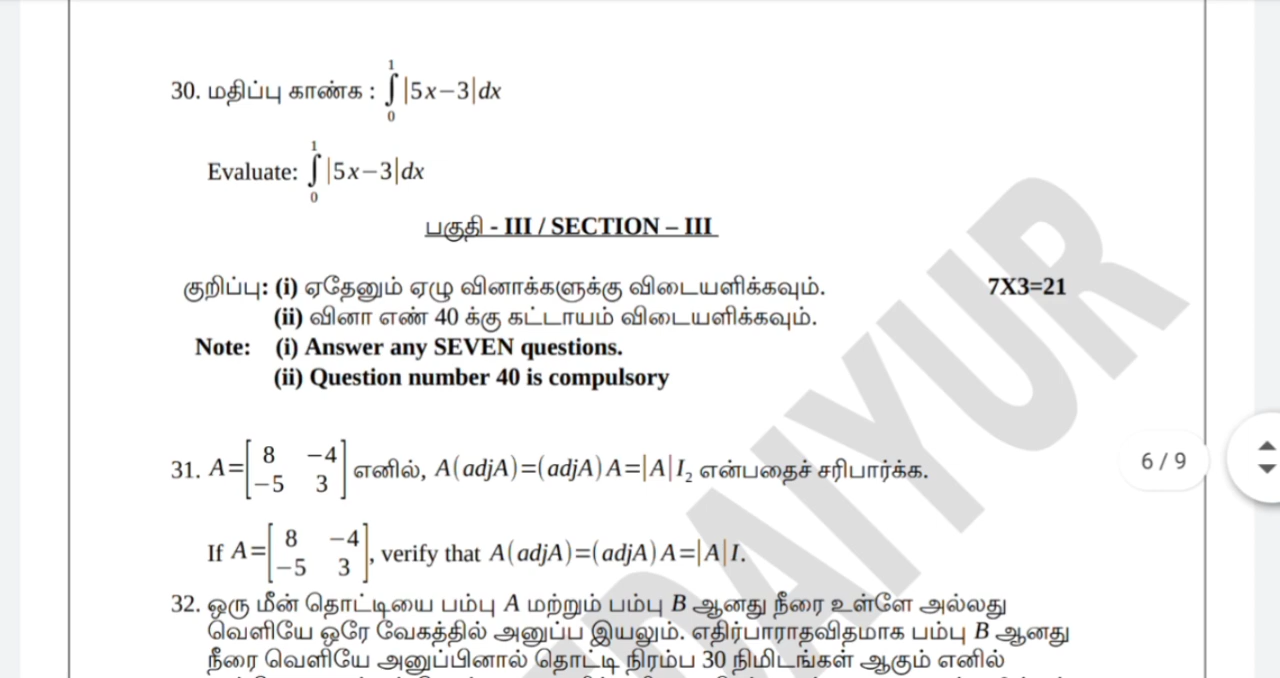 30. மதிப்பு காண்க : ∫₀¹ |5x−3|dx
Evaluate: ∫₀¹ |5x−3|dx
பகுதி - III / SECTION – III
குறிப்பு: (i) ஏதேனும் ஏழு வினாக்களுக்கு விடையளிக்கவும். 7X3=21
(ii) வினா எண் 40 க்கு கட்டாயம் விடையளிக்கவும்.
Note: (i) Answer any SEVEN questions.
(ii) Question number 40 is compulsory
31. A=[8 −4; −5 3] எனில், A(adjA)=(adjA)A=|A|I₂ என்பதைச் சரிபார்க்க.
6 / 9
If A=[8 −4; −5 3], verify that A(adjA)=(adjA)A=|A|I.
32. ஒரு மீன் தொட்டியை பம்பு A மற்றும் பம்பு B ஆனது நீரை உள்ளே அல்லது
வெளியே ஒரே வேகத்தில் அனுப்ப இயலும். எதிர்பாராதவிதமாக பம்பு B ஆனது
நீரை வெளியே அனுப்பினால் தொட்டி நிரம்ப 30 நிமிடங்கள் ஆகும் எனில்